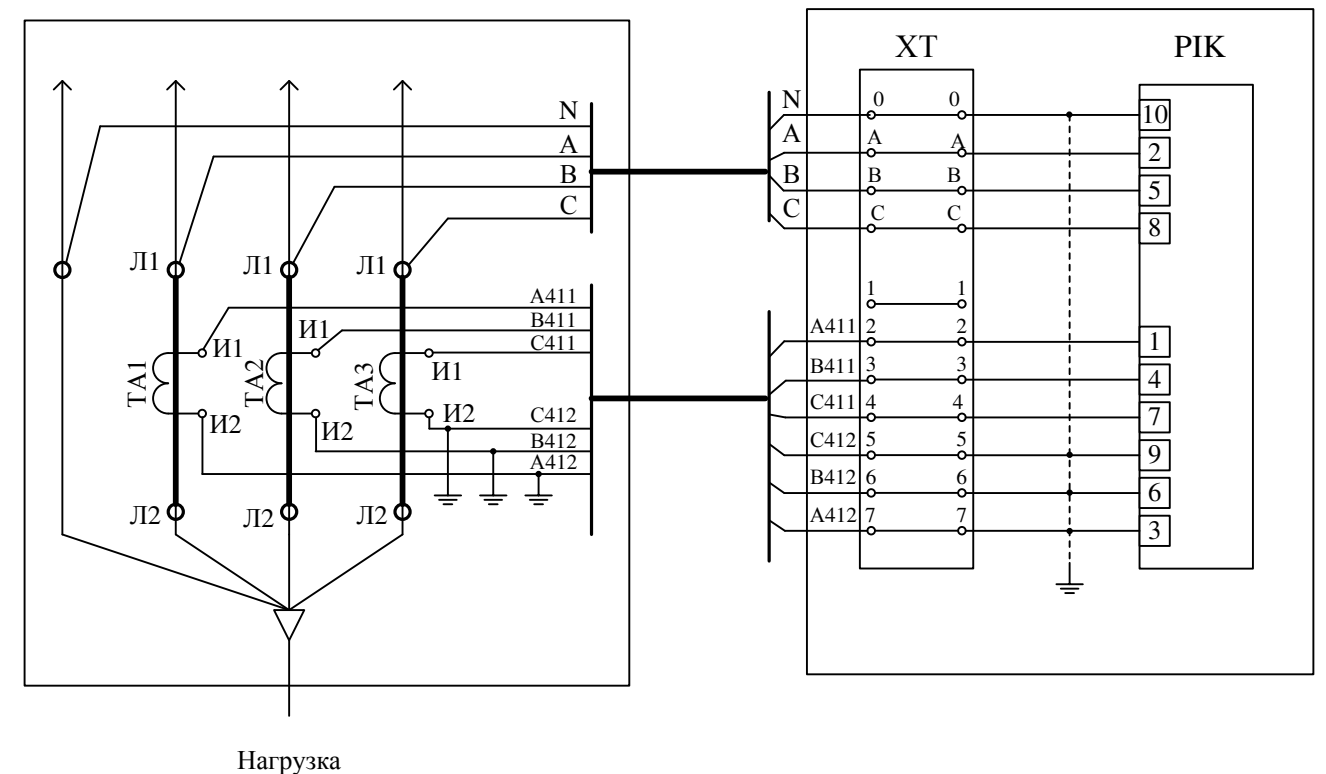 XT
PIK
N
A
B
C
N
A
B
C
0 0
A A
B B
C C
10
2
5
8
Л1
Л1
Л1
A411
B411
C411
И1
И1
И1
TA1
TA2
TA3
И2
И2
И2
C412
B412
A412
Л2
Л2
Л2
1 1
A411 2 2 1
B411 3 3 4
C411 4 4 7
C412 5 5 9
B412 6 6 6
A412 7 7 3
Нагрузка